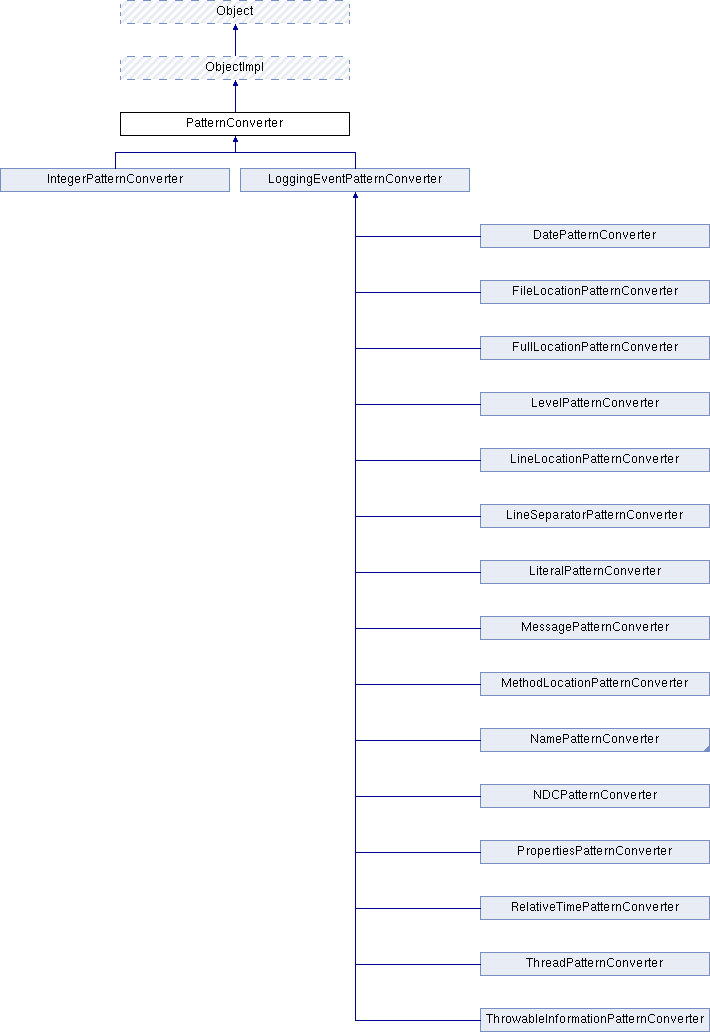 Object
ObjectImpl
PatternConverter
IntegerPatternConverter
LoggingEventPatternConverter
DatePatternConverter
FileLocationPatternConverter
FullLocationPatternConverter
LevelPatternConverter
LineLocationPatternConverter
LineSeparatorPatternConverter
LiteralPatternConverter
MessagePatternConverter
MethodLocationPatternConverter
NamePatternConverter
NDCPatternConverter
PropertiesPatternConverter
RelativeTimePatternConverter
ThreadPatternConverter
ThrowableInformationPatternConverter